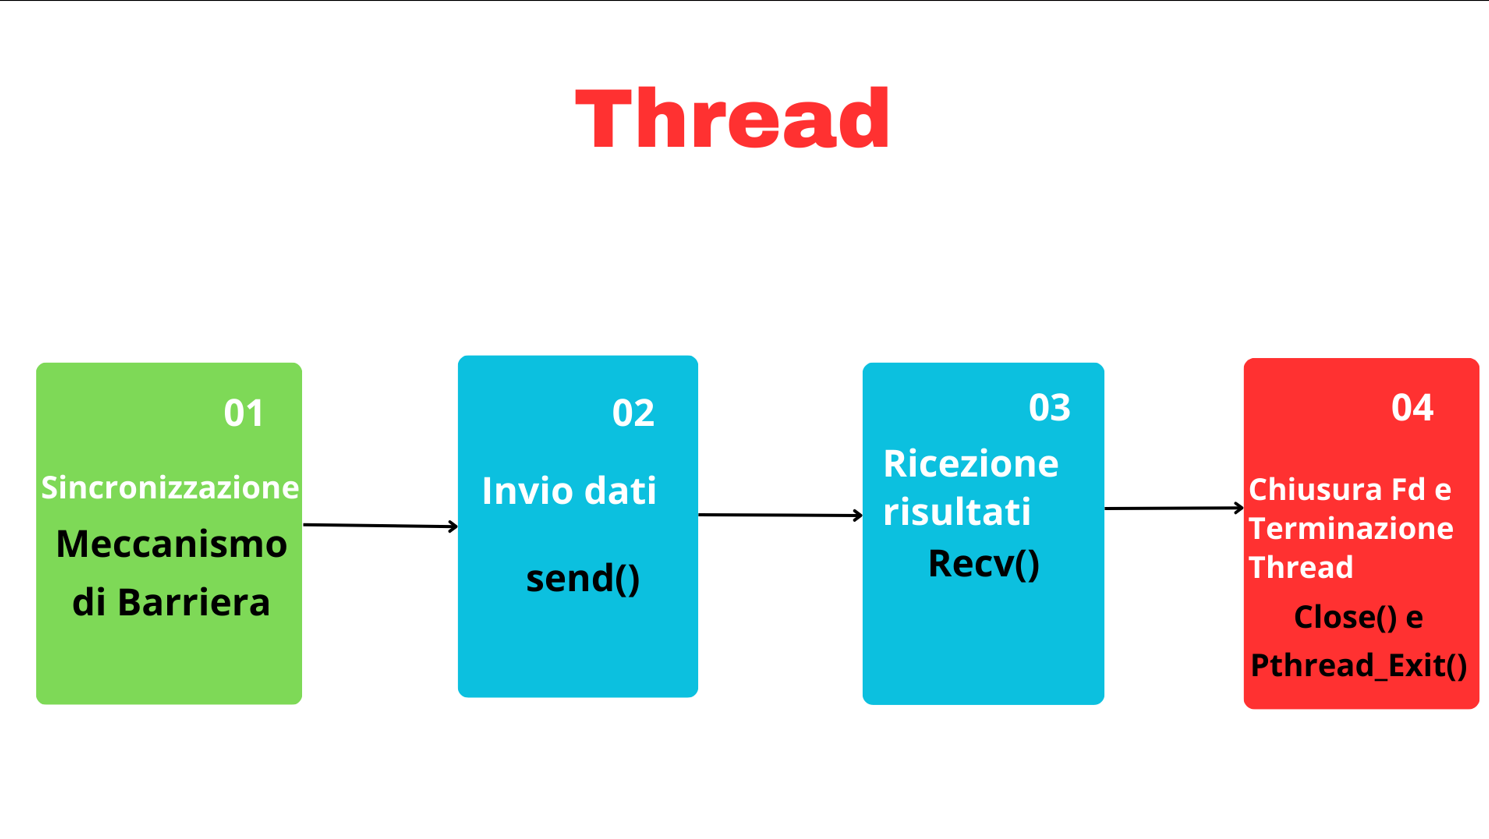 Thread
01
Sincronizzazione
Meccanismo
di Barriera
02
Invio dati
send()
03
Ricezione
risultati
Recv()
04
Chiusura Fd e
Terminazione
Thread
Close() e
Pthread_Exit()